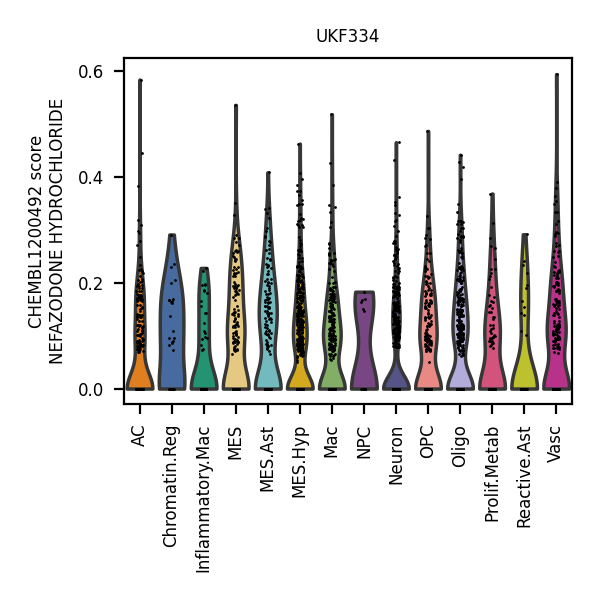 UKF334
CHEMBL1200492 score
NEFAZODONE HYDROCHLORIDE
0.6
0.4
0.2
0.0
AC
Chromatin.Reg
Inflammatory.Mac
MES
MES.Ast
MES.Hyp
Mac
NPC
Neuron
OPC
Oligo
Prolif.Metab
Reactive.Ast
Vasc